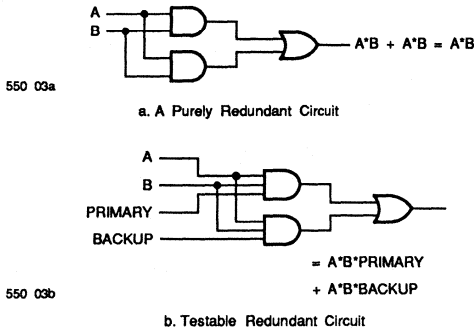 A
B
A*B + A*B = A*B
550 03a
a. A Purely Redundant Circuit
A
B
PRIMARY
BACKUP
= A*B*PRIMARY
+ A*B*BACKUP
550 03b
b. Testable Redundant Circuit